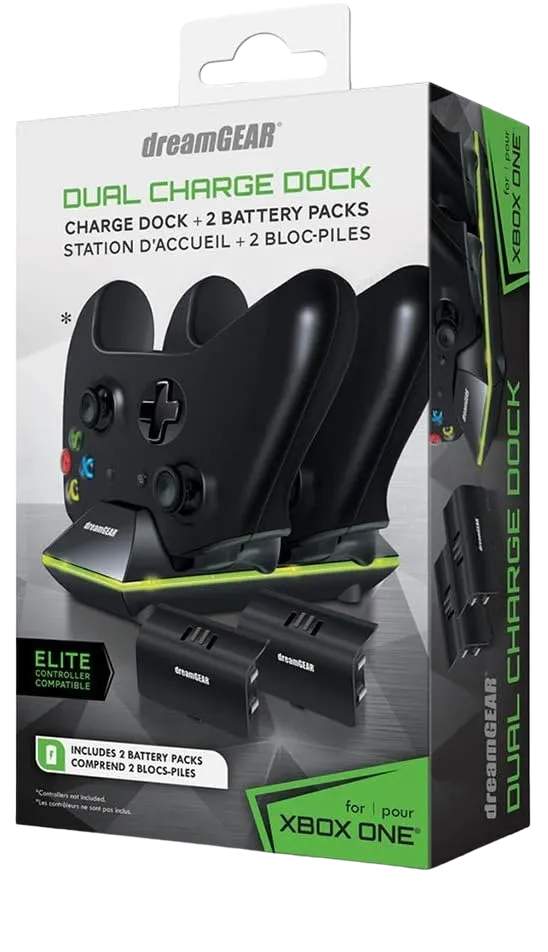 dreamGEAR®
DUAL CHARGE DOCK
CHARGE DOCK + 2 BATTERY PACKS
STATION D'ACCUEIL + 2 BLOC-PILES
*
dreamGEAR
dreamGEAR
dreamGEAR
ELITE
CONTROLLER
COMPATIBLE
INCLUDES 2 BATTERY PACKS
COMPREND 2 BLOCS-PILES
*Controllers not included.
*Les contrôleurs ne sont pas inclus.
for | pour
XBOX ONE®
for | pour
XBOX ONE
dreamGEAR
dreamGEAR
dreamGEAR
DUAL CHARGE DOCK